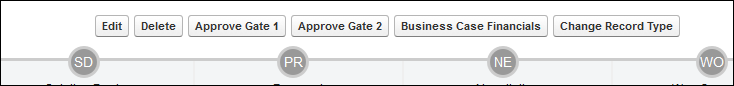 Edit Delete Approve Gate 1 Approve Gate 2 Business Case Financials Change Record Type
SD PR NE WO